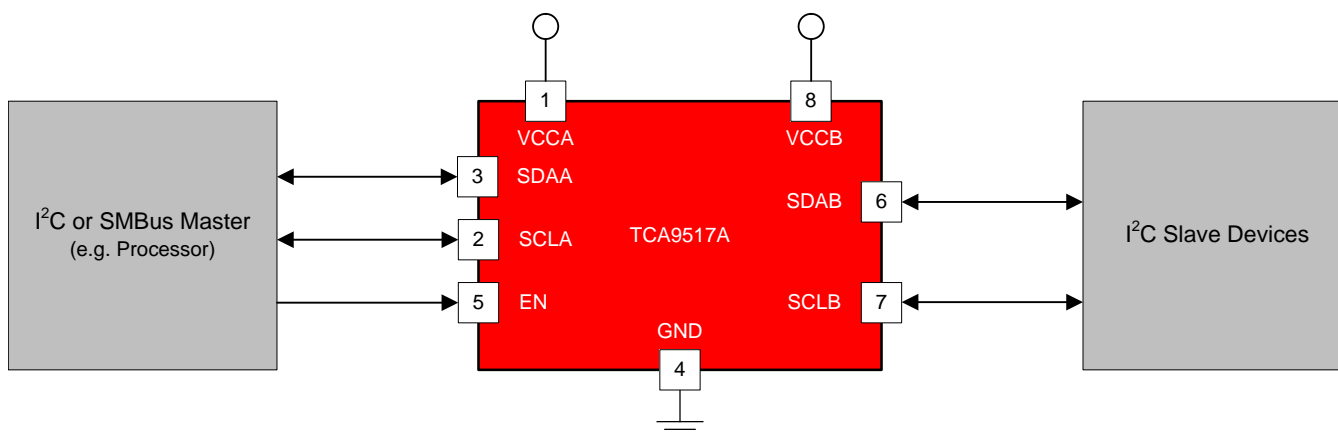 1
8
VCCA
VCCB
3
SDAA
6
SDAB
I²C or SMBus Master
(e.g. Processor)
2
SCLA
TCA9517A
I²C Slave Devices
5
EN
SCLB
7
GND
4